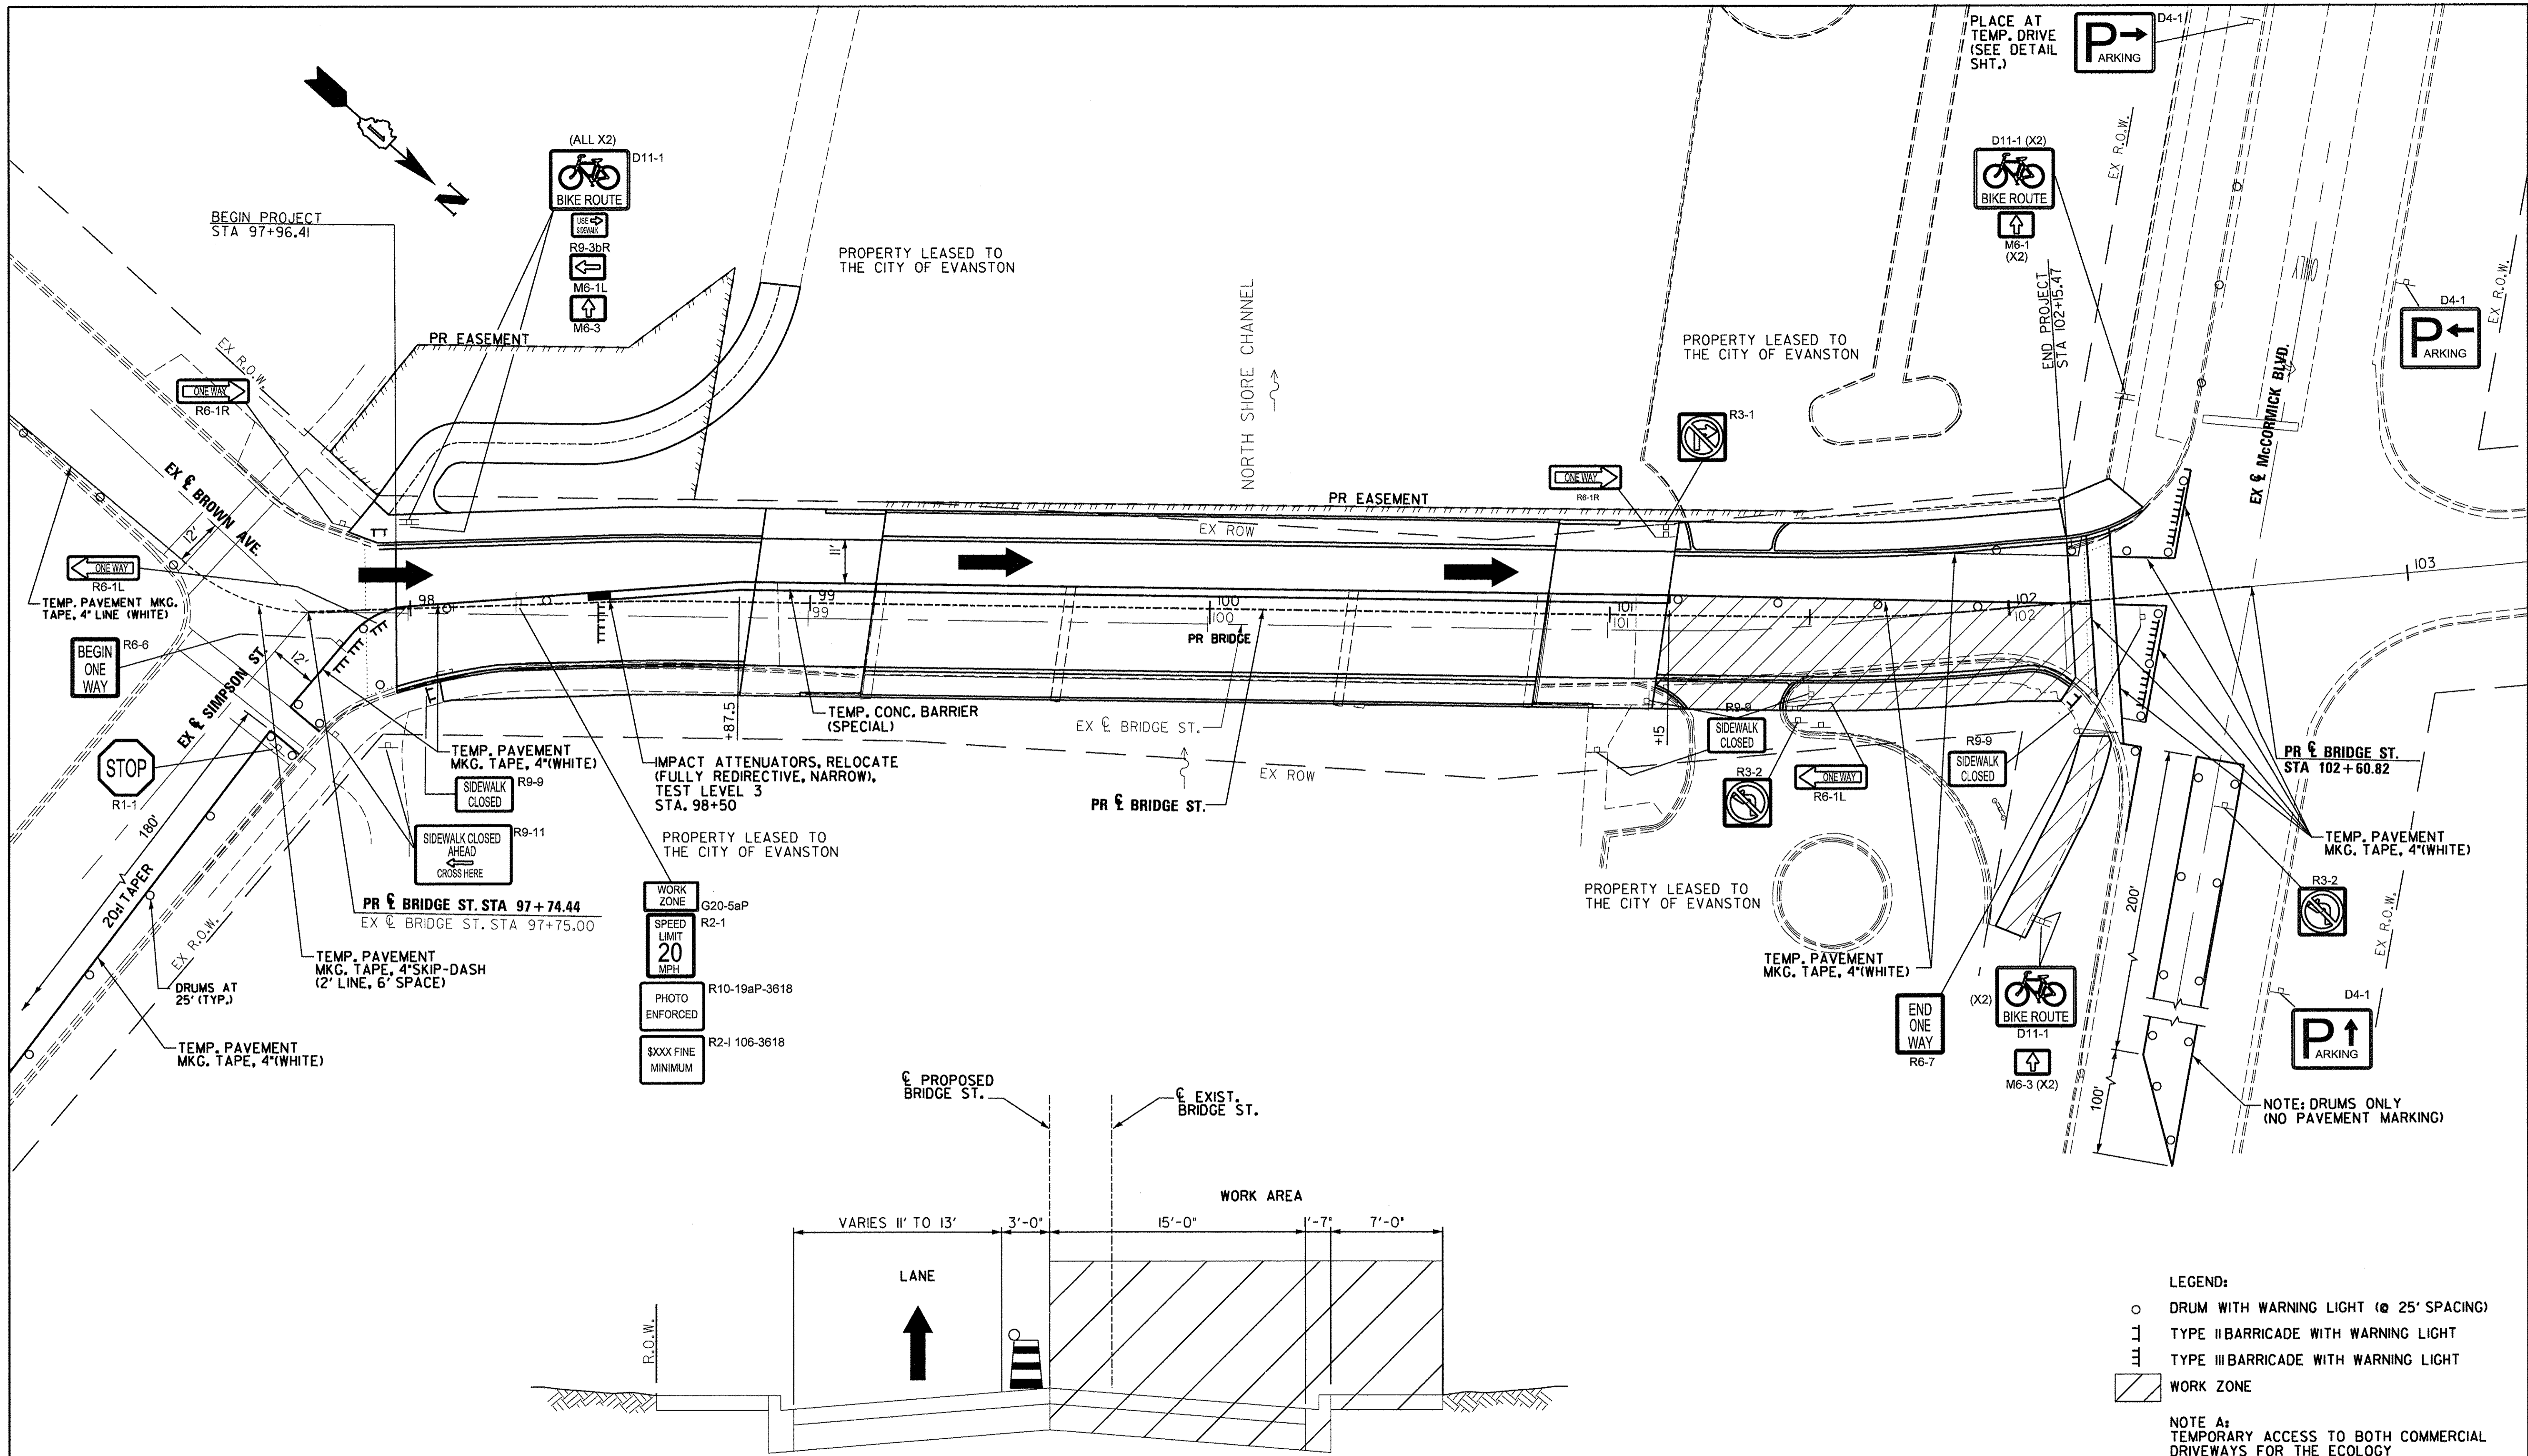 PLACE AT
TEMP. DRIVE
(SEE DETAIL
SHT.)
P
ARKING
D4-1
(ALL X2)
D11-1
BIKE ROUTE
USE
SIDEWALK
R9-3bR
M6-1L
M6-3
N
BEGIN PROJECT
STA 97+96.41
PROPERTY LEASED TO
THE CITY OF EVANSTON
PR EASEMENT
EX R.O.W.
ONE WAY
R6-1R
NORTH SHORE CHANNEL
PROPERTY LEASED TO
THE CITY OF EVANSTON
D11-1 (X2)
BIKE ROUTE
M6-1
(X2)
END PROJECT
STA 102+15.47
EX R.O.W.
ONLY
EX ℄ McCORMICK BLVD.
D4-1
P
ARKING
EX R.O.W.
R3-1
ONE WAY
R6-1R
PR EASEMENT
EX ROW
EX ℄ BROWN AVE.
12'
ONE WAY
R6-1L
TEMP. PAVEMENT MKG.
TAPE, 4" LINE (WHITE)
BEGIN
ONE
WAY
R6-6
EX ℄ SIMPSON ST.
12'
STOP
R1-1
11'
98
99
99
100
100
101
101
102
102
103
PR BRIDGE
+87.5
+15
TEMP. CONC. BARRIER
(SPECIAL)
EX ℄ BRIDGE ST.
EX ROW
PR ℄ BRIDGE ST.
TEMP. PAVEMENT
MKG. TAPE, 4"(WHITE)
SIDEWALK
CLOSED
R9-9
IMPACT ATTENUATORS, RELOCATE
(FULLY REDIRECTIVE, NARROW),
TEST LEVEL 3
STA. 98+50
SIDEWALK CLOSED
AHEAD
CROSS HERE
R9-11
PROPERTY LEASED TO
THE CITY OF EVANSTON
R9-9
SIDEWALK
CLOSED
R3-2
ONE WAY
R6-1L
R9-9
SIDEWALK
CLOSED
PR ℄ BRIDGE ST.
STA 102+60.82
TEMP. PAVEMENT
MKG. TAPE, 4"(WHITE)
R3-2
180'
20:1 TAPER
EX R.O.W.
PR ℄ BRIDGE ST. STA 97+74.44
EX ℄ BRIDGE ST. STA 97+75.00
TEMP. PAVEMENT
MKG. TAPE, 4"SKIP-DASH
(2' LINE, 6' SPACE)
DRUMS AT
25' (TYP.)
TEMP. PAVEMENT
MKG. TAPE, 4"(WHITE)
WORK
ZONE
G20-5aP
SPEED
LIMIT
20
MPH
R2-1
PHOTO
ENFORCED
R10-19aP-3618
$XXX FINE
MINIMUM
R2-I 106-3618
PROPERTY LEASED TO
THE CITY OF EVANSTON
TEMP. PAVEMENT
MKG. TAPE, 4"(WHITE)
END
ONE
WAY
R6-7
(X2)
BIKE ROUTE
D11-1
M6-3 (X2)
200'
100'
EX R.O.W.
D4-1
P
ARKING
NOTE: DRUMS ONLY
(NO PAVEMENT MARKING)
℄ PROPOSED
BRIDGE ST.
℄ EXIST.
BRIDGE ST.
WORK AREA
VARIES 11' TO 13'
3'-0"
15'-0"
1'-7"
7'-0"
LANE
R.O.W.
LEGEND:
DRUM WITH WARNING LIGHT (@ 25' SPACING)
TYPE II BARRICADE WITH WARNING LIGHT
TYPE III BARRICADE WITH WARNING LIGHT
WORK ZONE
NOTE A:
TEMPORARY ACCESS TO BOTH COMMERCIAL
DRIVEWAYS FOR THE ECOLOGY